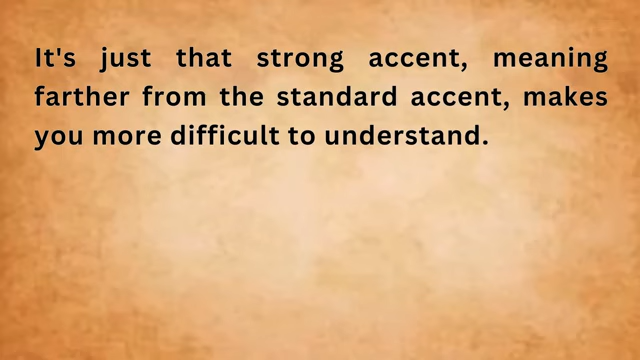 It's just that strong accent, meaning
farther from the standard accent, makes
you more difficult to understand.